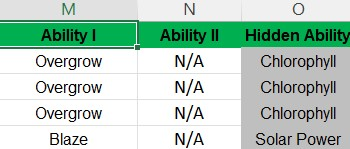 M N O
Ability I Ability II Hidden Ability
Overgrow N/A Chlorophyll
Overgrow N/A Chlorophyll
Overgrow N/A Chlorophyll
Blaze N/A Solar Power